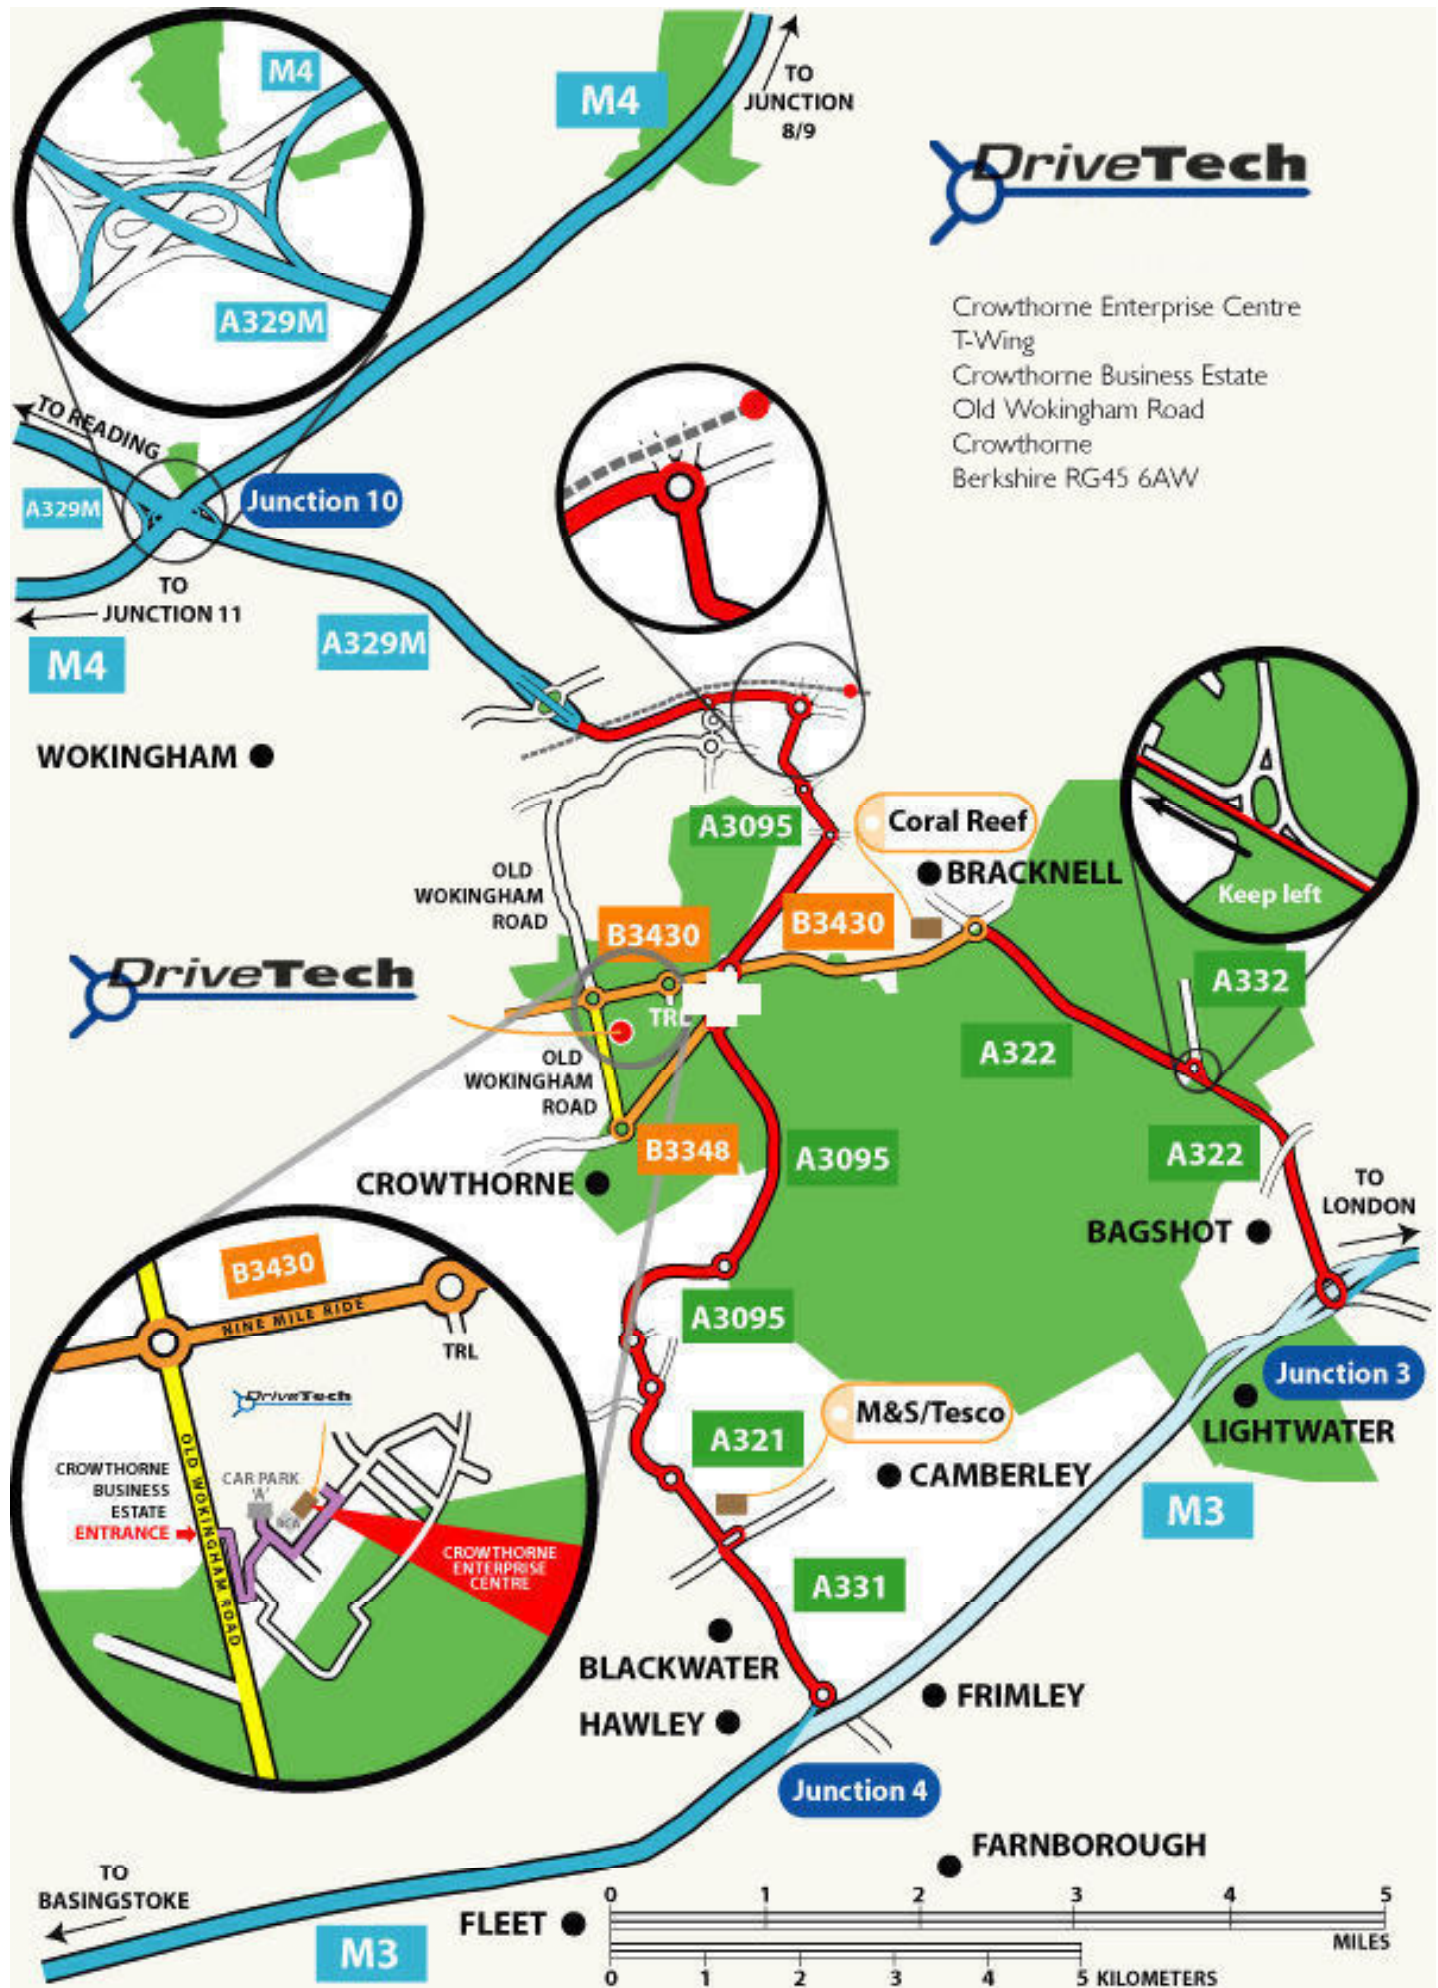 M4
A329M
M4
TO
JUNCTION
8/9
DriveTech
Crowthorne Enterprise Centre
T-Wing
Crowthorne Business Estate
Old Wokingham Road
Crowthorne
Berkshire RG45 6AW
TO READING
A329M
Junction 10
TO
JUNCTION 11
M4
A329M
WOKINGHAM
A3095
Coral Reef
BRACKNELL
Keep left
OLD
WOKINGHAM
ROAD
B3430
B3430
A332
DriveTech
TRL
A322
OLD
WOKINGHAM
ROAD
B3348
A3095
A322
CROWTHORNE
TO
LONDON
BAGSHOT
B3430
NINE MILE RIDE
TRL
A3095
Junction 3
DriveTech
M&S/Tesco
A321
LIGHTWATER
OLD WOKINGHAM ROAD
CROWTHORNE
BUSINESS
ESTATE
ENTRANCE
CAR PARK
'A'
BCA
CAMBERLEY
M3
CROWTHORNE
ENTERPRISE
CENTRE
A331
BLACKWATER
FRIMLEY
HAWLEY
Junction 4
FARNBOROUGH
TO
BASINGSTOKE
FLEET
M3
0 1 2 3 4 5
MILES
0 1 2 3 4 5 KILOMETERS